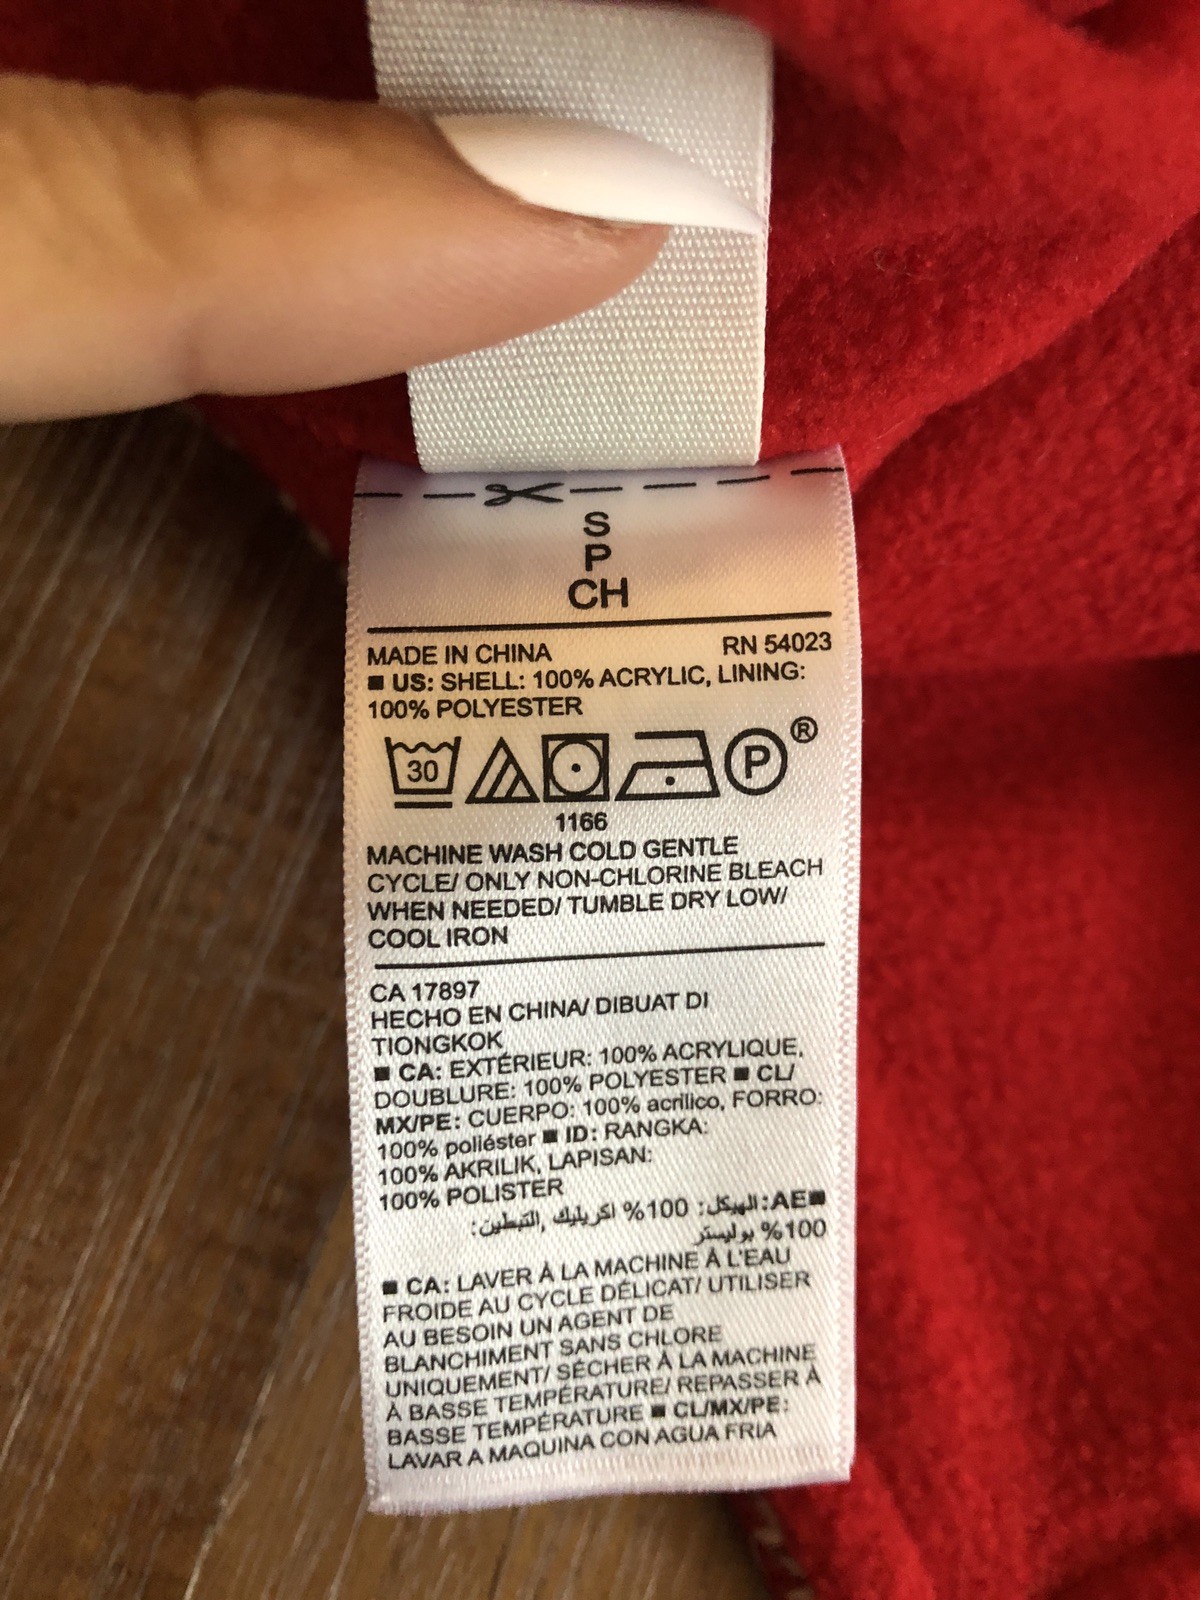 S
P
CH
MADE IN CHINA RN 54023
■ US: SHELL: 100% ACRYLIC, LINING:
100% POLYESTER
30 P ®
1166
MACHINE WASH COLD GENTLE
CYCLE/ ONLY NON-CHLORINE BLEACH
WHEN NEEDED/ TUMBLE DRY LOW/
COOL IRON
CA 17897
HECHO EN CHINA/ DIBUAT DI
TIONGKOK
■ CA: EXTÉRIEUR: 100% ACRYLIQUE,
DOUBLURE: 100% POLYESTER ■ CL/
MX/PE: CUERPO: 100% acrílico, FORRO:
100% poliéster ■ ID: RANGKA:
100% AKRILIK, LAPISAN:
100% POLISTER
■AE: الهيكل: 100% اكريليك ,التبطين:
100% بوليستر
■ CA: LAVER À LA MACHINE À L'EAU
FROIDE AU CYCLE DÉLICAT/ UTILISER
AU BESOIN UN AGENT DE
BLANCHIMENT SANS CHLORE
UNIQUEMENT/ SÉCHER À LA MACHINE
À BASSE TEMPÉRATURE/ REPASSER À
BASSE TEMPÉRATURE ■ CL/MX/PE:
LAVAR A MAQUINA CON AGUA FRIA